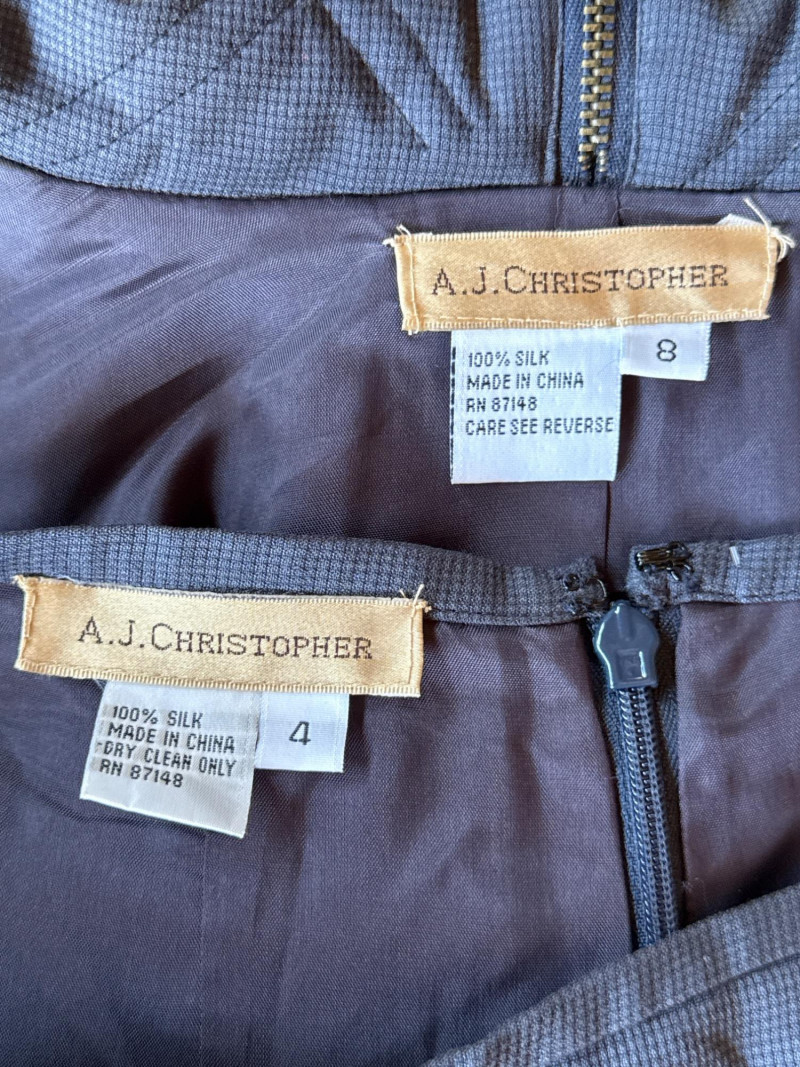 A.J.CHRISTOPHER
8
100% SILK
MADE IN CHINA
RN 87148
CARE SEE REVERSE
A.J.CHRISTOPHER
4
100% SILK
MADE IN CHINA
DRY CLEAN ONLY
RN 87148